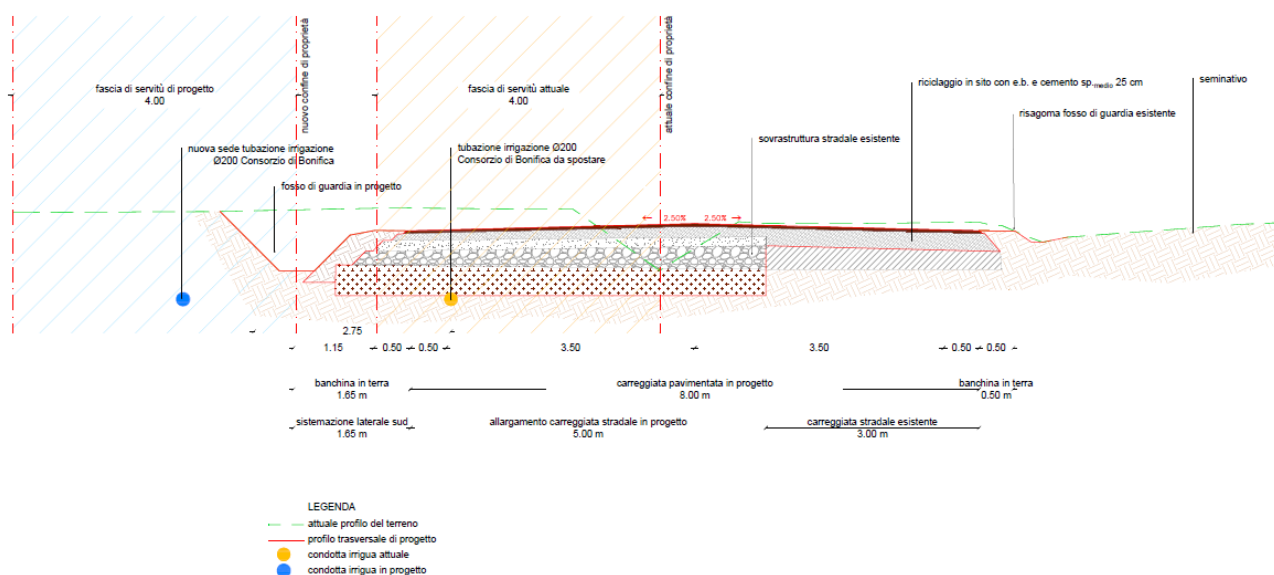 nuovo confine di proprietà
attuale confine di proprietà
fascia di servitù di progetto
4.00
fascia di servitù attuale
4.00
riciclaggio in sito con e.b. e cemento sp.medio 25 cm
seminativo
risagoma fosso di guardia esistente
sovrastruttura stradale esistente
nuova sede tubazione irrigazione
Ø200 Consorzio di Bonifica
tubazione irrigazione Ø200
Consorzio di Bonifica da spostare
fosso di guardia in progetto
2.50% 2.50%
2.75
1.15 0.50 0.50 3.50 3.50 0.50 0.50
banchina in terra
1.65 m
carreggiata pavimentata in progetto
8.00 m
banchina in terra
0.50 m
sistemazione laterale sud
1.65 m
allargamento carreggiata stradale in progetto
5.00 m
carreggiata stradale esistente
3.00 m
LEGENDA
attuale profilo del terreno
profilo trasversale di progetto
condotta irrigua attuale
condotta irrigua in progetto